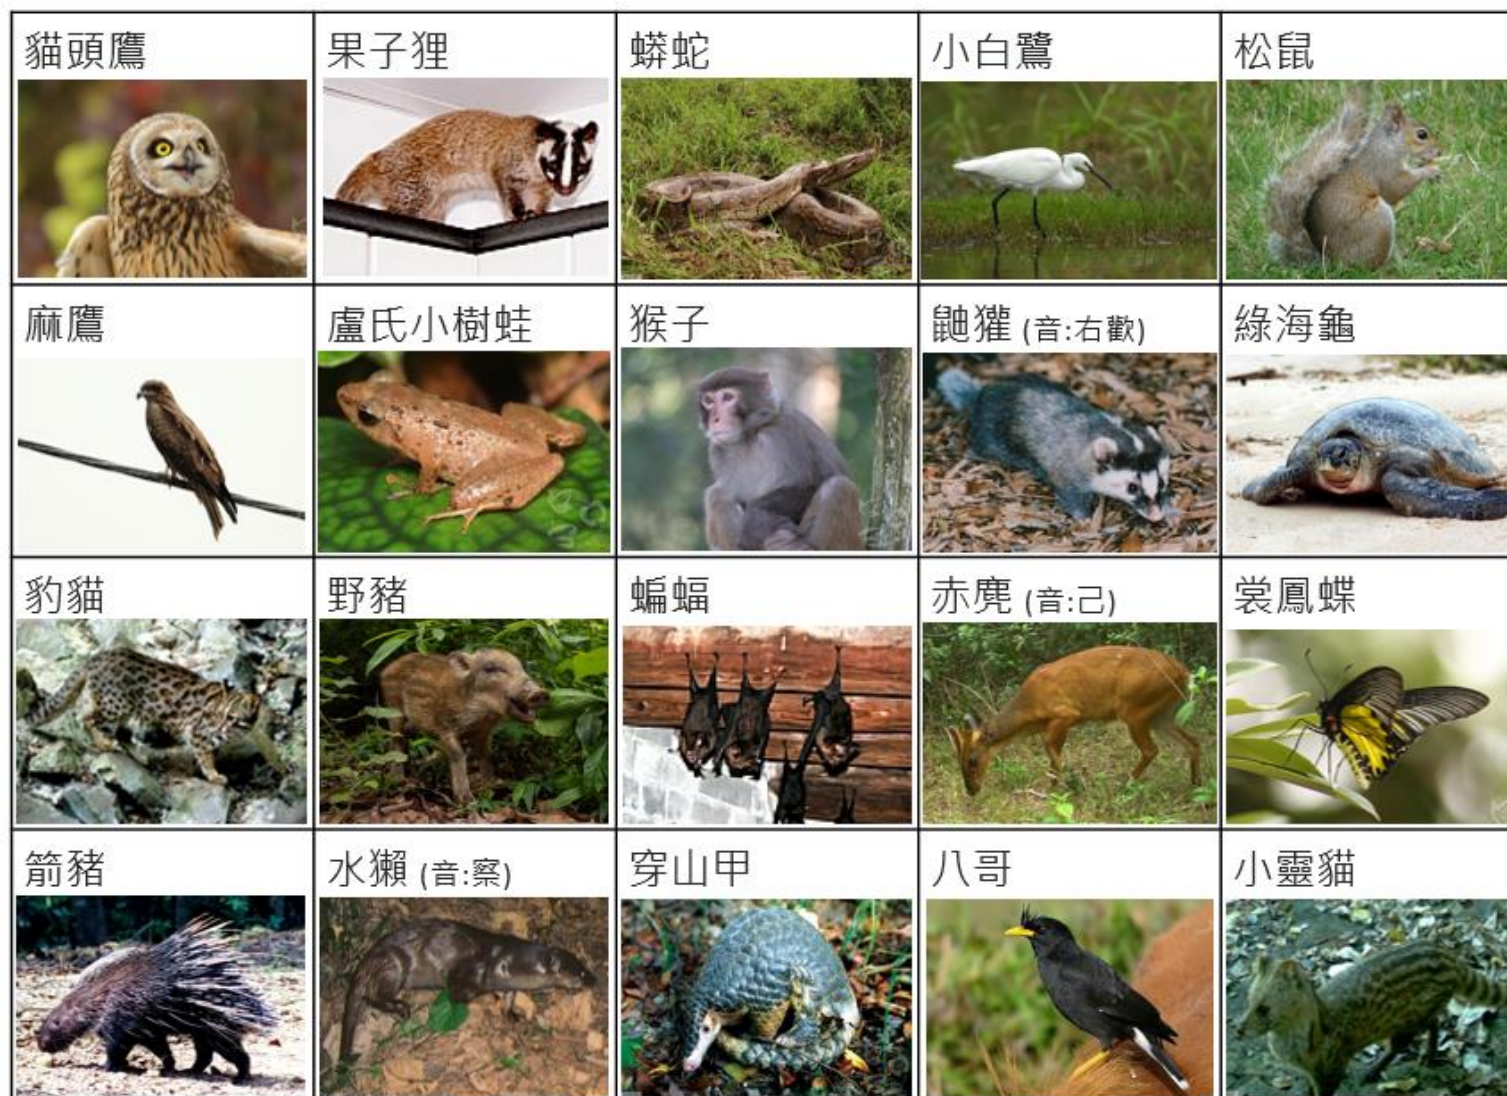 貓頭鷹
果子狸
蟒蛇
小白鷺
松鼠
麻鷹
盧氏小樹蛙
猴子
鼬獾 (音:右歡)
綠海龜
豹貓
野豬
蝙蝠
赤麂 (音:己)
裳鳳蝶
箭豬
水獺 (音:察)
穿山甲
八哥
小靈貓